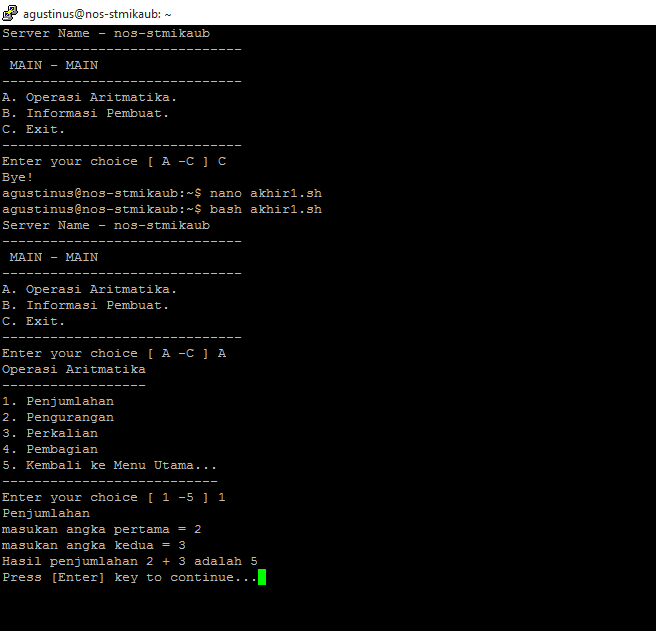 agustinus@nos-stmikaub: ~
Server Name - nos-stmikaub
------------------------------
 MAIN - MAIN
------------------------------
A. Operasi Aritmatika.
B. Informasi Pembuat.
C. Exit.
------------------------------
Enter your choice [ A -C ] C
Bye!
agustinus@nos-stmikaub:~$ nano akhir1.sh
agustinus@nos-stmikaub:~$ bash akhir1.sh
Server Name - nos-stmikaub
------------------------------
 MAIN - MAIN
------------------------------
A. Operasi Aritmatika.
B. Informasi Pembuat.
C. Exit.
------------------------------
Enter your choice [ A -C ] A
Operasi Aritmatika
------------------
1. Penjumlahan
2. Pengurangan
3. Perkalian
4. Pembagian
5. Kembali ke Menu Utama...
---------------------------
Enter your choice [ 1 -5 ] 1
Penjumlahan
masukan angka pertama = 2
masukan angka kedua = 3
Hasil penjumlahan 2 + 3 adalah 5
Press [Enter] key to continue...